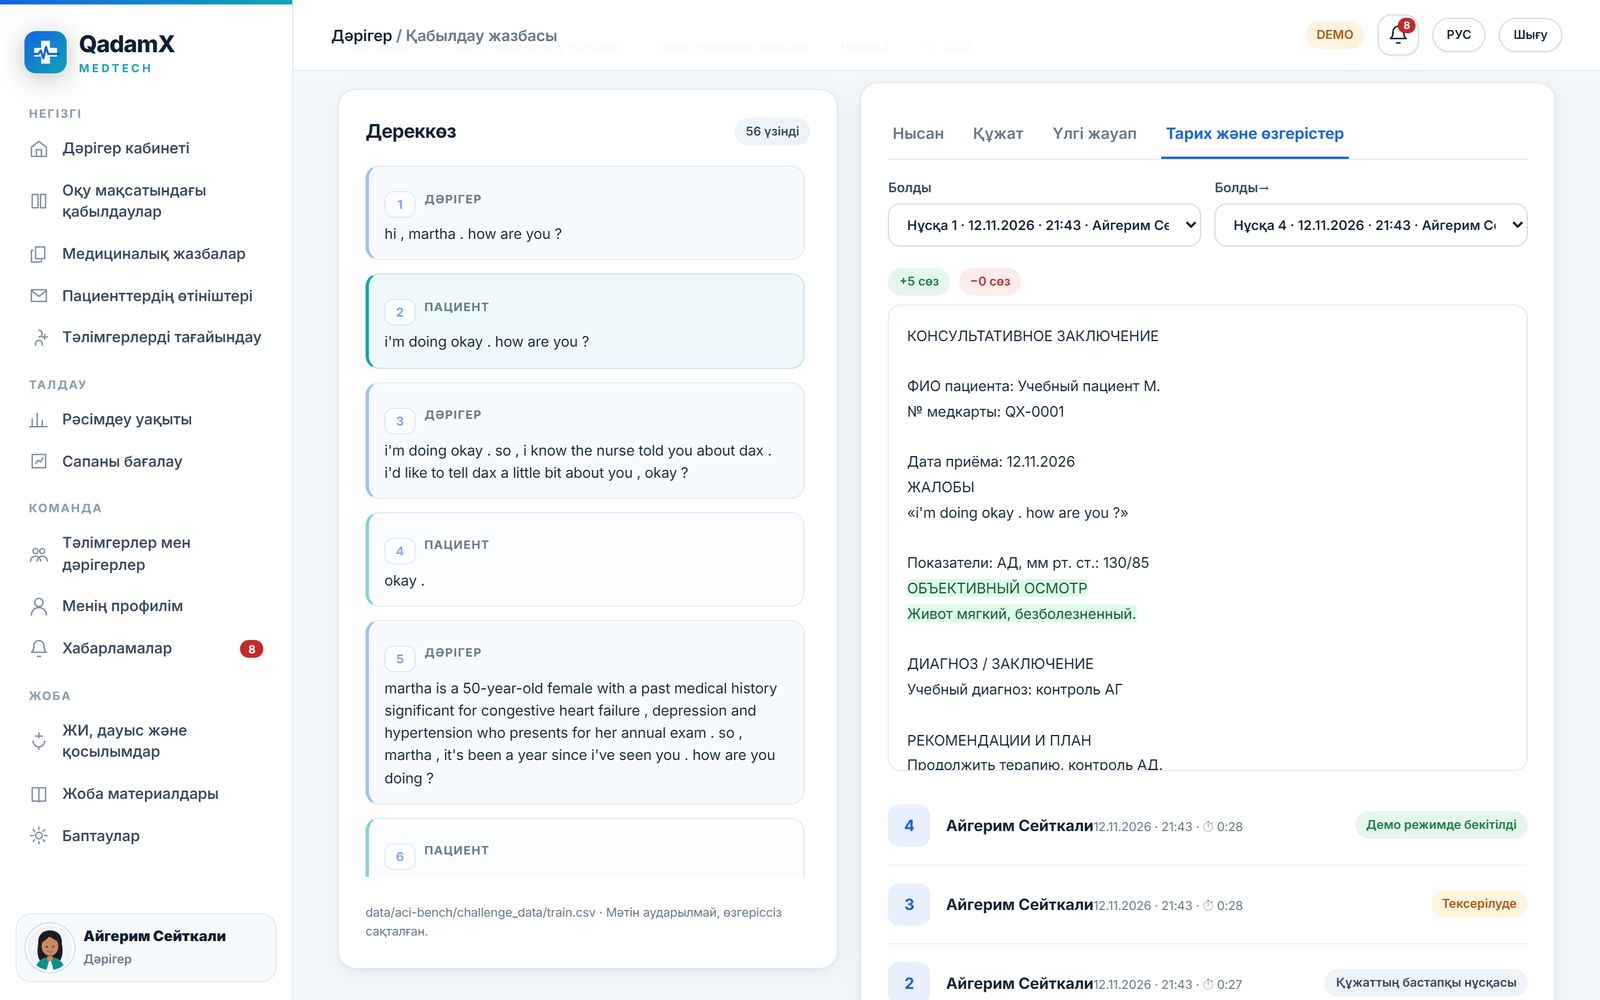 QadamX
MEDTECH
НЕГІЗГІ
Дәрігер кабинеті
Оқу мақсатындағы
қабылдаулар
Медициналық жазбалар
Пациенттердің өтініштері
Тәлімгерлерді тағайындау
ТАЛДАУ
Рәсімдеу уақыты
Сапаны бағалау
КОМАНДА
Тәлімгерлер мен
дәрігерлер
Менің профилім
Хабарламалар
8
ЖОБА
ЖИ, дауыс және
қосылымдар
Жоба материалдары
Баптаулар
Айгерим Сейткали
Дәрігер
Дәрігер / Қабылдау жазбасы
DEMO
8
РУС
Шығу
Дереккөз
56 үзінді
1 ДӘРІГЕР
hi , martha . how are you ?
2 ПАЦИЕНТ
i'm doing okay . how are you ?
3 ДӘРІГЕР
i'm doing okay . so , i know the nurse told you about dax .
i'd like to tell dax a little bit about you , okay ?
4 ПАЦИЕНТ
okay .
5 ДӘРІГЕР
martha is a 50-year-old female with a past medical history
significant for congestive heart failure , depression and
hypertension who presents for her annual exam . so ,
martha , it's been a year since i've seen you . how are you
doing ?
6 ПАЦИЕНТ
data/aci-bench/challenge_data/train.csv · Мәтін аударылмай, өзгеріссіз
сақталған.
Нысан
Құжат
Үлгі жауап
Тарих және өзгерістер
Болды
Болды→
Нұсқа 1 · 12.11.2026 · 21:43 · Айгерим Се
Нұсқа 4 · 12.11.2026 · 21:43 · Айгерим С
+5 сөз
−0 сөз
КОНСУЛЬТАТИВНОЕ ЗАКЛЮЧЕНИЕ
ФИО пациента: Учебный пациент М.
№ медкарты: QX-0001
Дата приёма: 12.11.2026
ЖАЛОБЫ
«i'm doing okay . how are you ?»
Показатели: АД, мм рт. ст.: 130/85
ОБЪЕКТИВНЫЙ ОСМОТР
Живот мягкий, безболезненный.
ДИАГНОЗ / ЗАКЛЮЧЕНИЕ
Учебный диагноз: контроль АГ
РЕКОМЕНДАЦИИ И ПЛАН
Продолжить терапию, контроль АД.
4 Айгерим Сейткали12.11.2026 · 21:43 · ⏱ 0:28
Демо режимде бекітілді
3 Айгерим Сейткали12.11.2026 · 21:43 · ⏱ 0:28
Тексерілуде
2 Айгерим Сейткали12.11.2026 · 21:43 · ⏱ 0:27
Құжаттың бастапқы нұсқасы